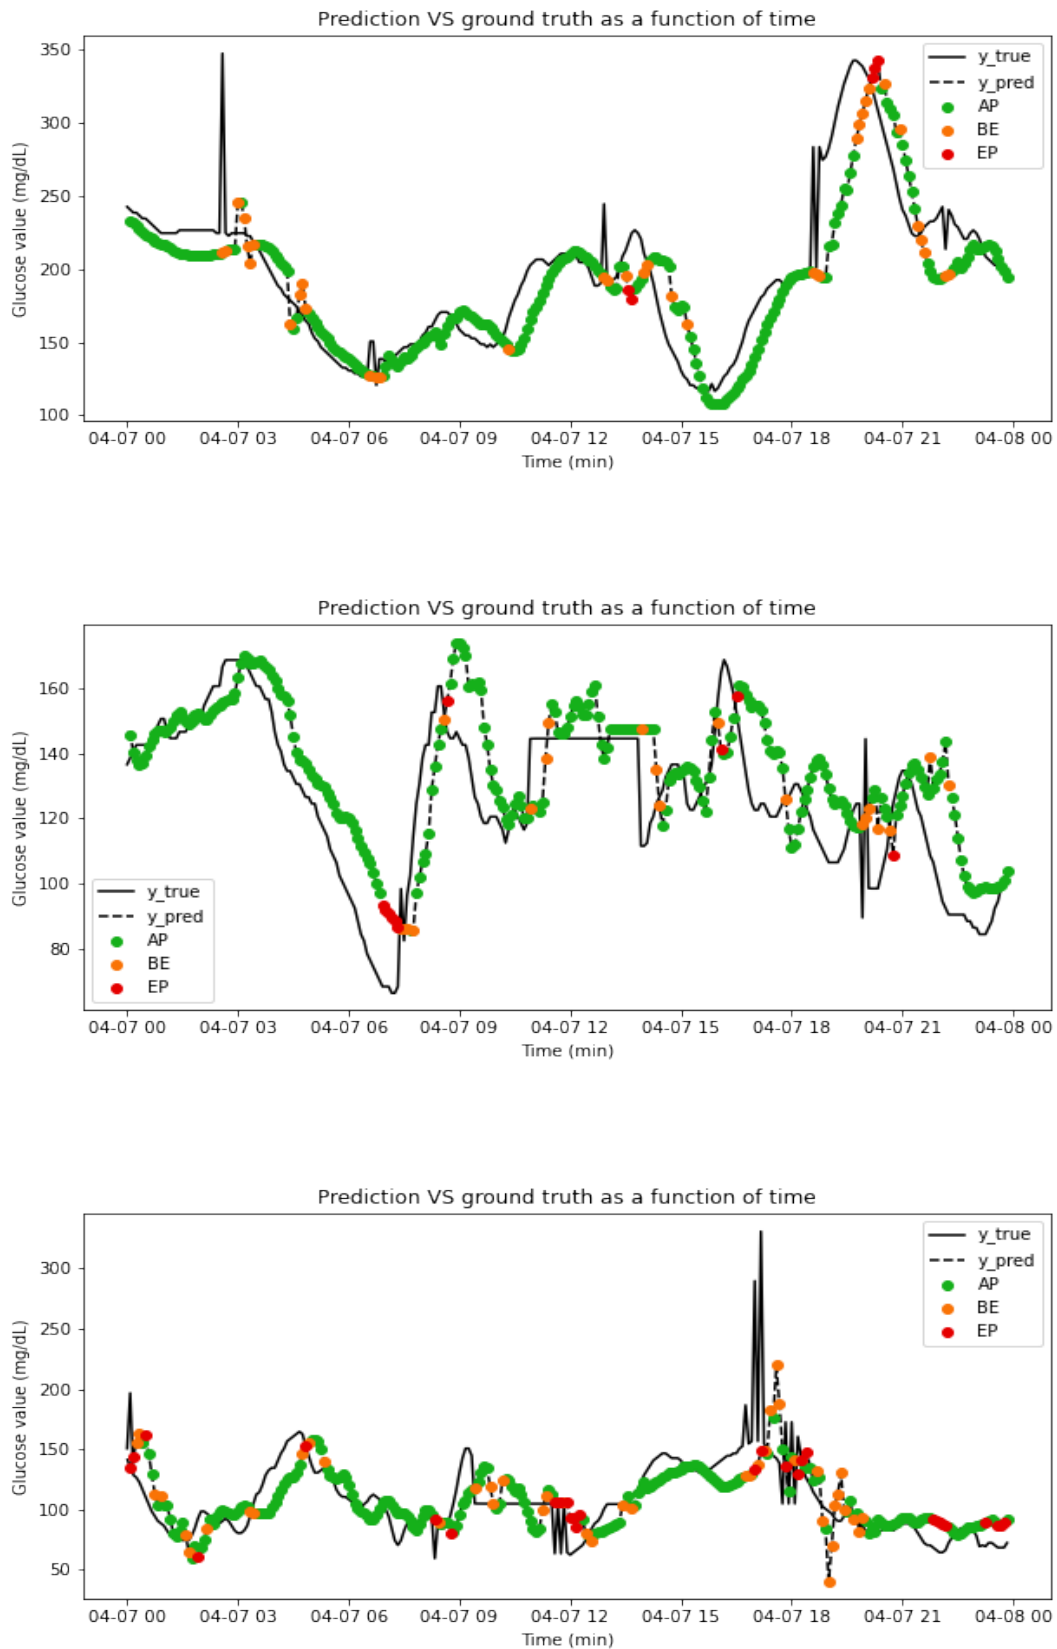 Prediction VS ground truth as a function of time
350
300
250
200
150
100
Glucose value (mg/dL)
y_true
y_pred
AP
BE
EP
04-07 00 04-07 03 04-07 06 04-07 09 04-07 12 04-07 15 04-07 18 04-07 21 04-08 00
Time (min)
Prediction VS ground truth as a function of time
160
140
120
100
80
Glucose value (mg/dL)
y_true
y_pred
AP
BE
EP
04-07 00 04-07 03 04-07 06 04-07 09 04-07 12 04-07 15 04-07 18 04-07 21 04-08 00
Time (min)
Prediction VS ground truth as a function of time
300
250
200
150
100
50
Glucose value (mg/dL)
y_true
y_pred
AP
BE
EP
04-07 00 04-07 03 04-07 06 04-07 09 04-07 12 04-07 15 04-07 18 04-07 21 04-08 00
Time (min)